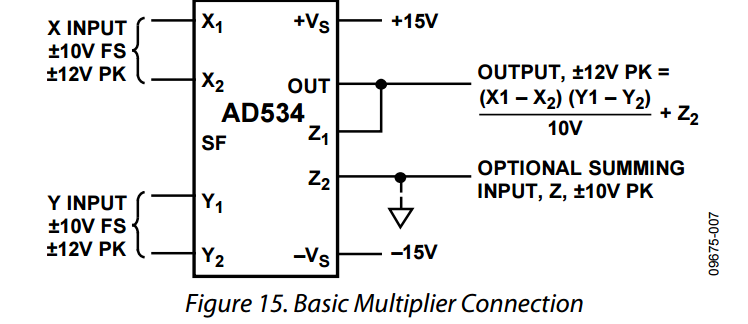 X INPUT
±10V FS
±12V PK
X1
X2
+VS
+15V
OUT
AD534
SF
Z1
Z2
OUTPUT, ±12V PK =
(X1 – X2) (Y1 – Y2)
10V
+ Z2
OPTIONAL SUMMING
INPUT, Z, ±10V PK
Y INPUT
±10V FS
±12V PK
Y1
Y2
–VS
–15V
09675-007
Figure 15. Basic Multiplier Connection